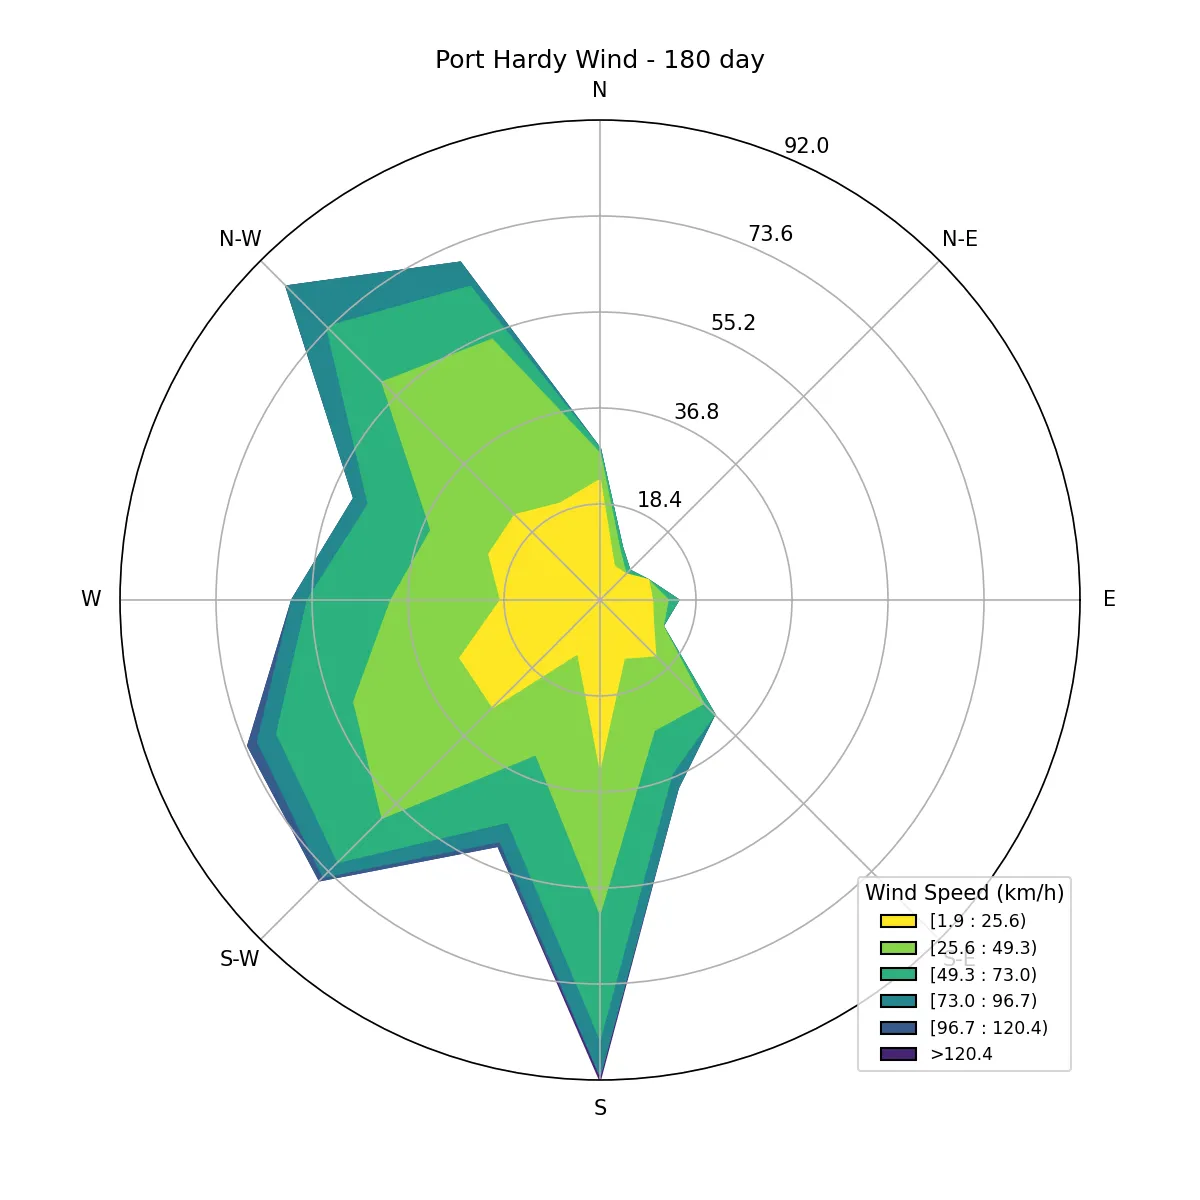 Port Hardy Wind - 180 day
N
92.0
N-W
73.6
N-E
55.2
36.8
18.4
W
E
S-W
S-E
S
Wind Speed (km/h)
[1.9 : 25.6)
[25.6 : 49.3)
[49.3 : 73.0)
[73.0 : 96.7)
[96.7 : 120.4)
>120.4